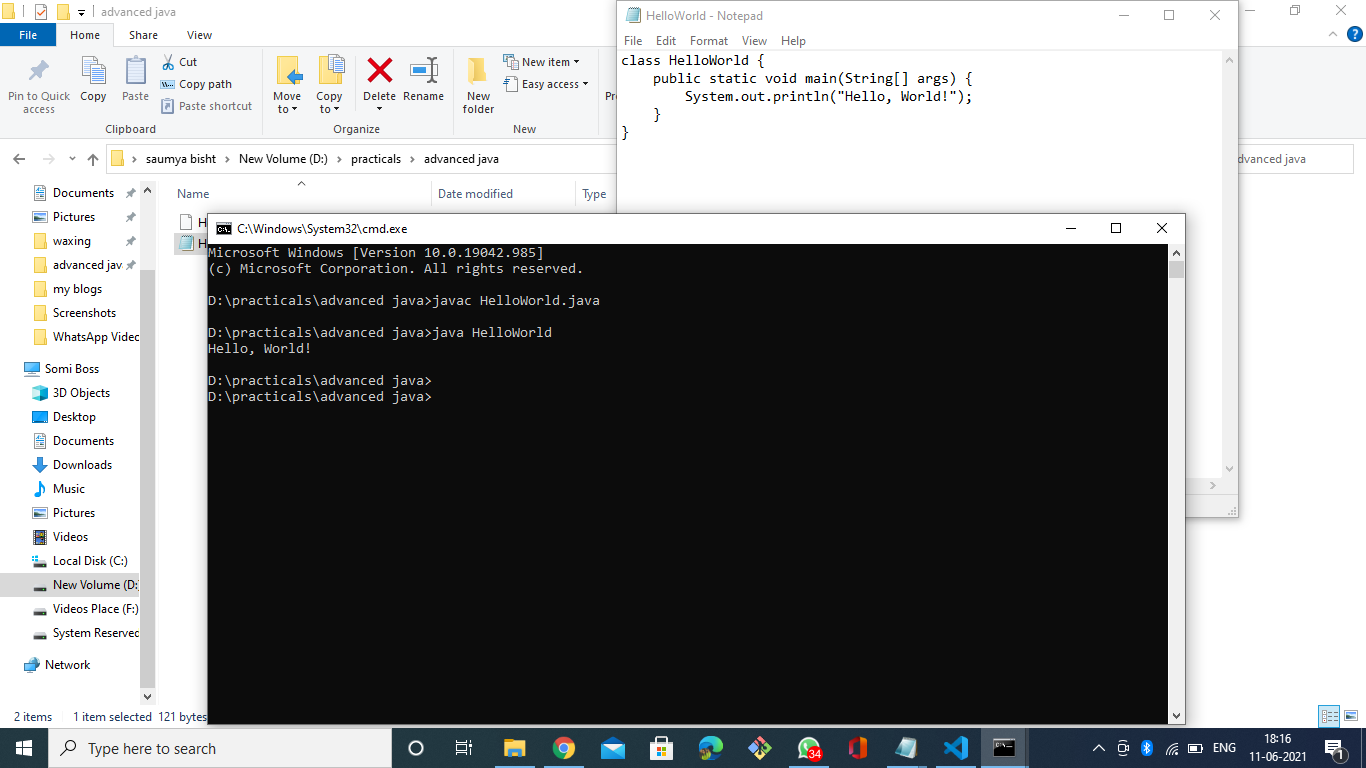 advanced java
File Home Share View
Pin to Quick access
Copy
Paste
Cut
Copy path
Paste shortcut
Clipboard
Move to
Copy to
Delete
Rename
Organize
New folder
New item
Easy access
New
saumya bisht > New Volume (D:) > practicals > advanced java
dvanced java
Name Date modified Type
Documents
Pictures
waxing
advanced jav
my blogs
Screenshots
WhatsApp Video
Somi Boss
3D Objects
Desktop
Documents
Downloads
Music
Pictures
Videos
Local Disk (C:)
New Volume (D:)
Videos Place (F:)
System Reserved
Network
2 items 1 item selected 121 bytes
HelloWorld - Notepad
File Edit Format View Help
class HelloWorld {
public static void main(String[] args) {
System.out.println("Hello, World!");
}
}
C:\Windows\System32\cmd.exe
Microsoft Windows [Version 10.0.19042.985]
(c) Microsoft Corporation. All rights reserved.
D:\practicals\advanced java>javac HelloWorld.java
D:\practicals\advanced java>java HelloWorld
Hello, World!
D:\practicals\advanced java>
D:\practicals\advanced java>
Type here to search
34
ENG
18:16
11-06-2021
1